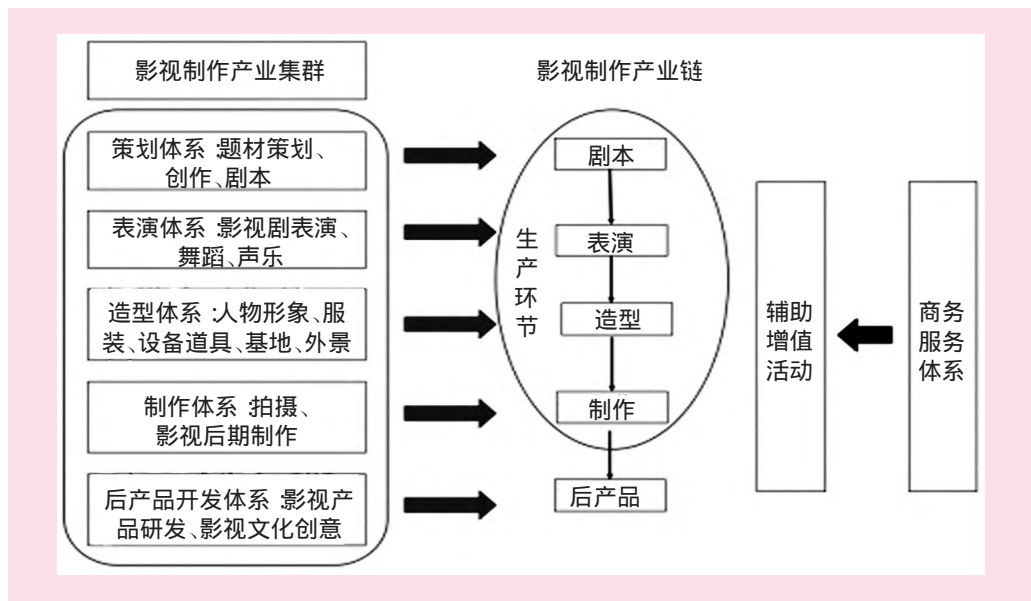 影视制作产业集群
策划体系:题材策划、
创作、剧本
表演体系:影视剧表演、
舞蹈、声乐
造型体系:人物形象、服
装、设备道具、基地、外景
制作体系:拍摄、
影视后期制作
后产品开发体系:影视产
品研发、影视文化创意
影视制作产业链
生
产
环
节
剧本
表演
造型
制作
后产品
辅助
增值
活动
商务
服务
体系